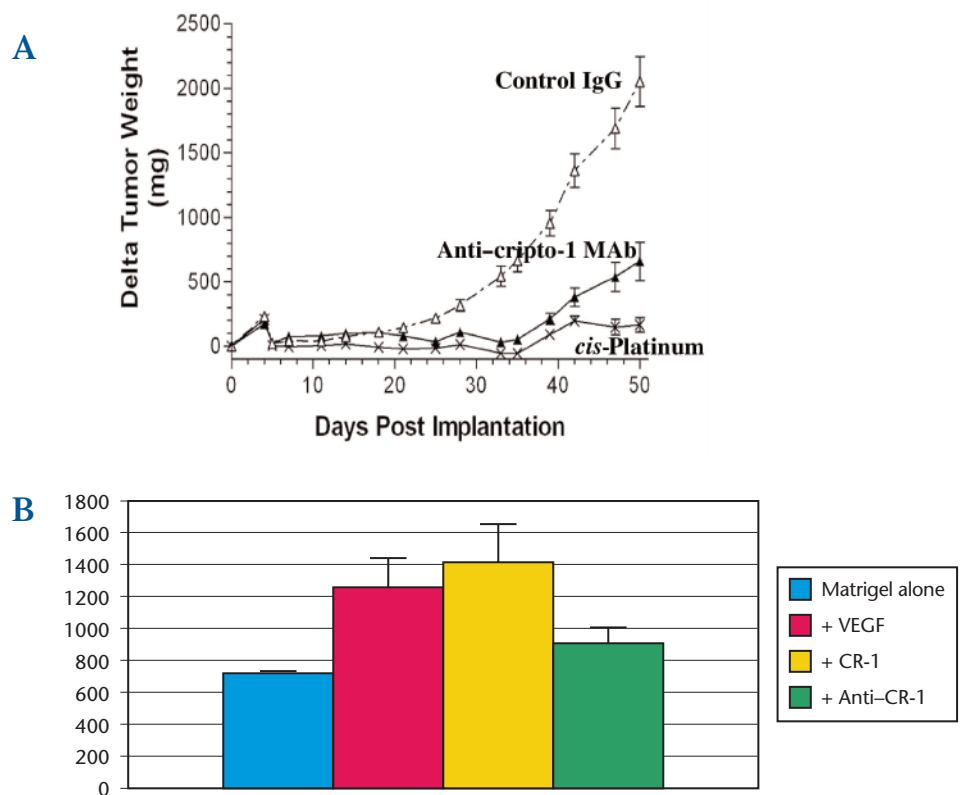 A
Delta Tumor Weight
(mg)
2500
2000
1500
1000
500
0
Control IgG
Anti–cripto-1 MAb
cis-Platinum
0 10 20 30 40 50
Days Post Implantation
B
1800
1600
1400
1200
1000
800
600
400
200
0
Matrigel alone
+ VEGF
+ CR-1
+ Anti–CR-1